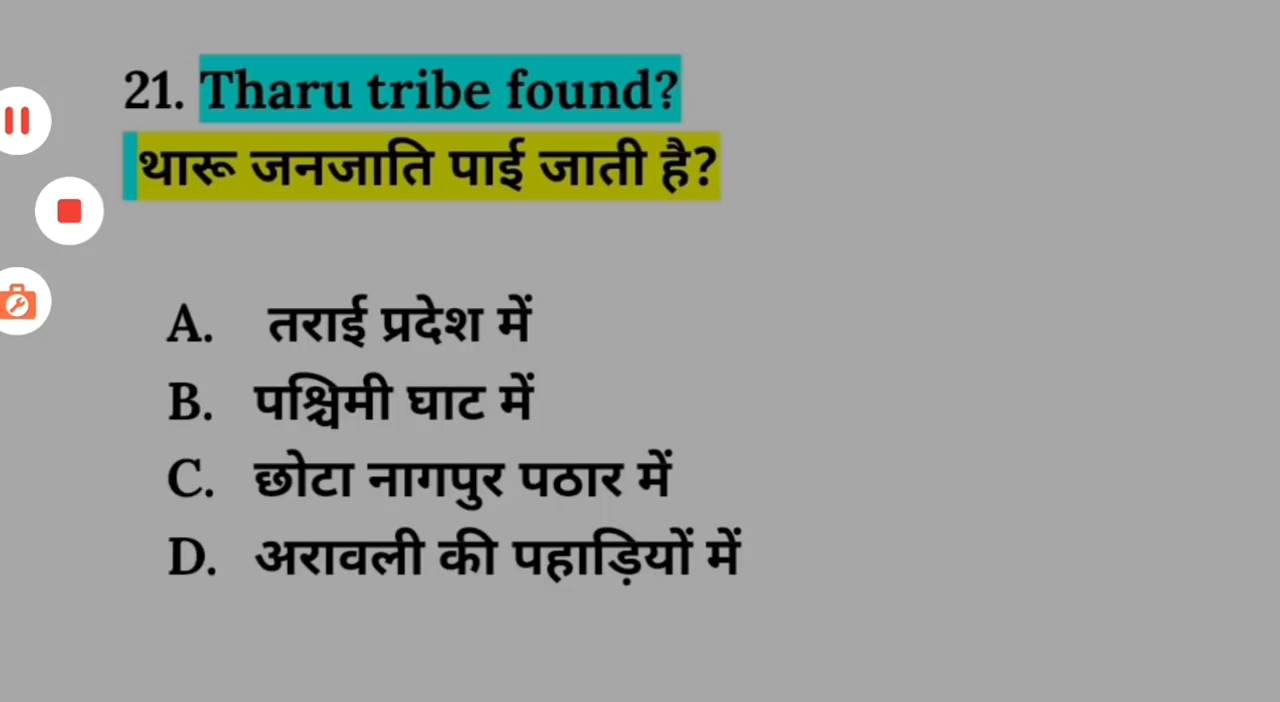 21. Tharu tribe found?
थारू जनजाति पाई जाती है?
A. तराई प्रदेश में
B. पश्चिमी घाट में
C. छोटा नागपुर पठार में
D. अरावली की पहाड़ियों में